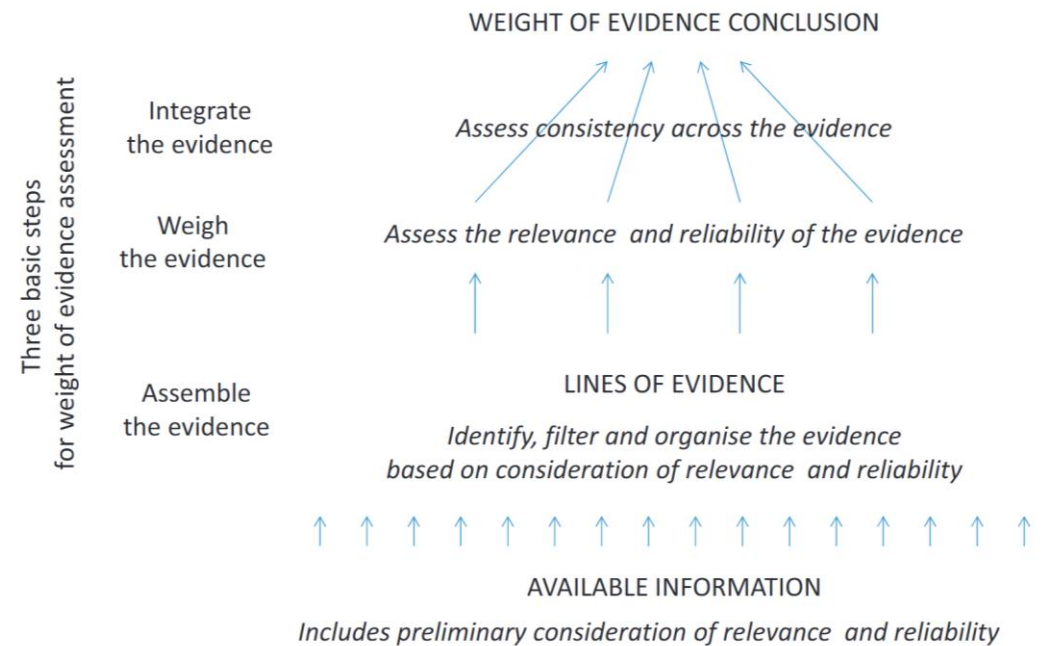 WEIGHT OF EVIDENCE CONCLUSION
Three basic steps
for weight of evidence assessment
Integrate
the evidence
Assess consistency across the evidence
Weigh
the evidence
Assess the relevance and reliability of the evidence
Assemble
the evidence
LINES OF EVIDENCE
Identify, filter and organise the evidence
based on consideration of relevance and reliability
AVAILABLE INFORMATION
Includes preliminary consideration of relevance and reliability